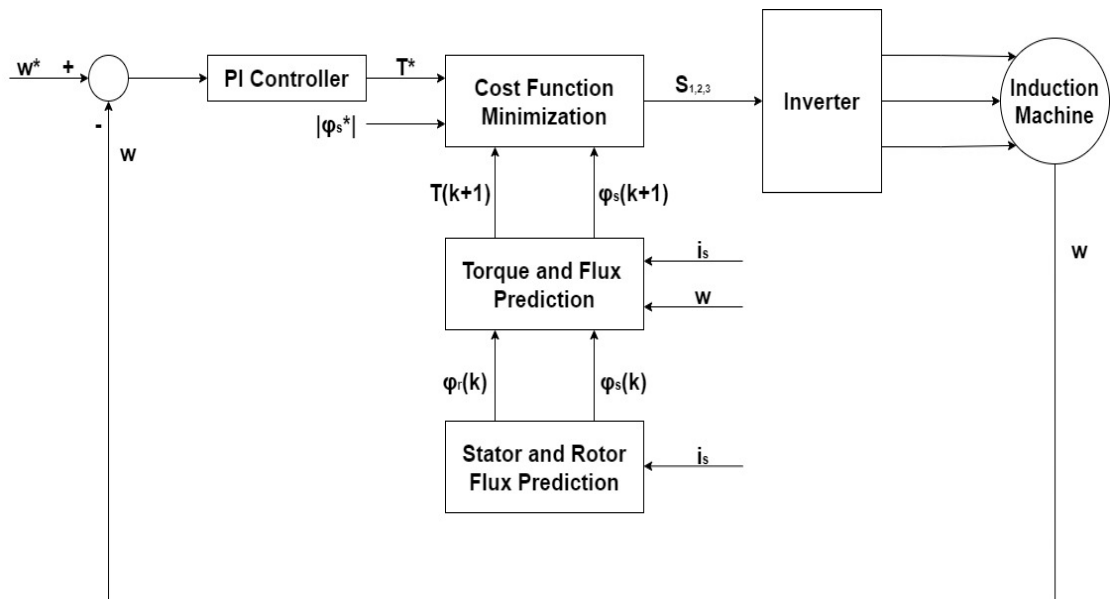 w*
+
-
w
PI Controller
T*
|φₛ*|
Cost Function
Minimization
S₁,₂,₃
Inverter
Induction
Machine
w
T(k+1)
φₛ(k+1)
Torque and Flux
Prediction
iₛ
w
φᵣ(k)
φₛ(k)
Stator and Rotor
Flux Prediction
iₛ